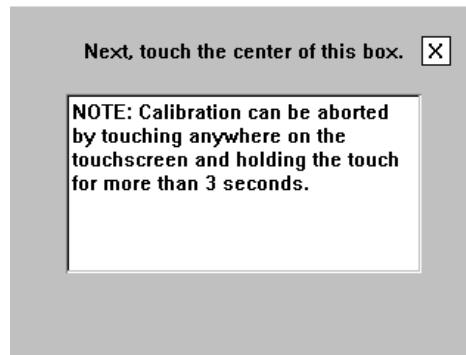 Next, touch the center of this box. X
NOTE: Calibration can be aborted
by touching anywhere on the
touchscreen and holding the touch
for more than 3 seconds.